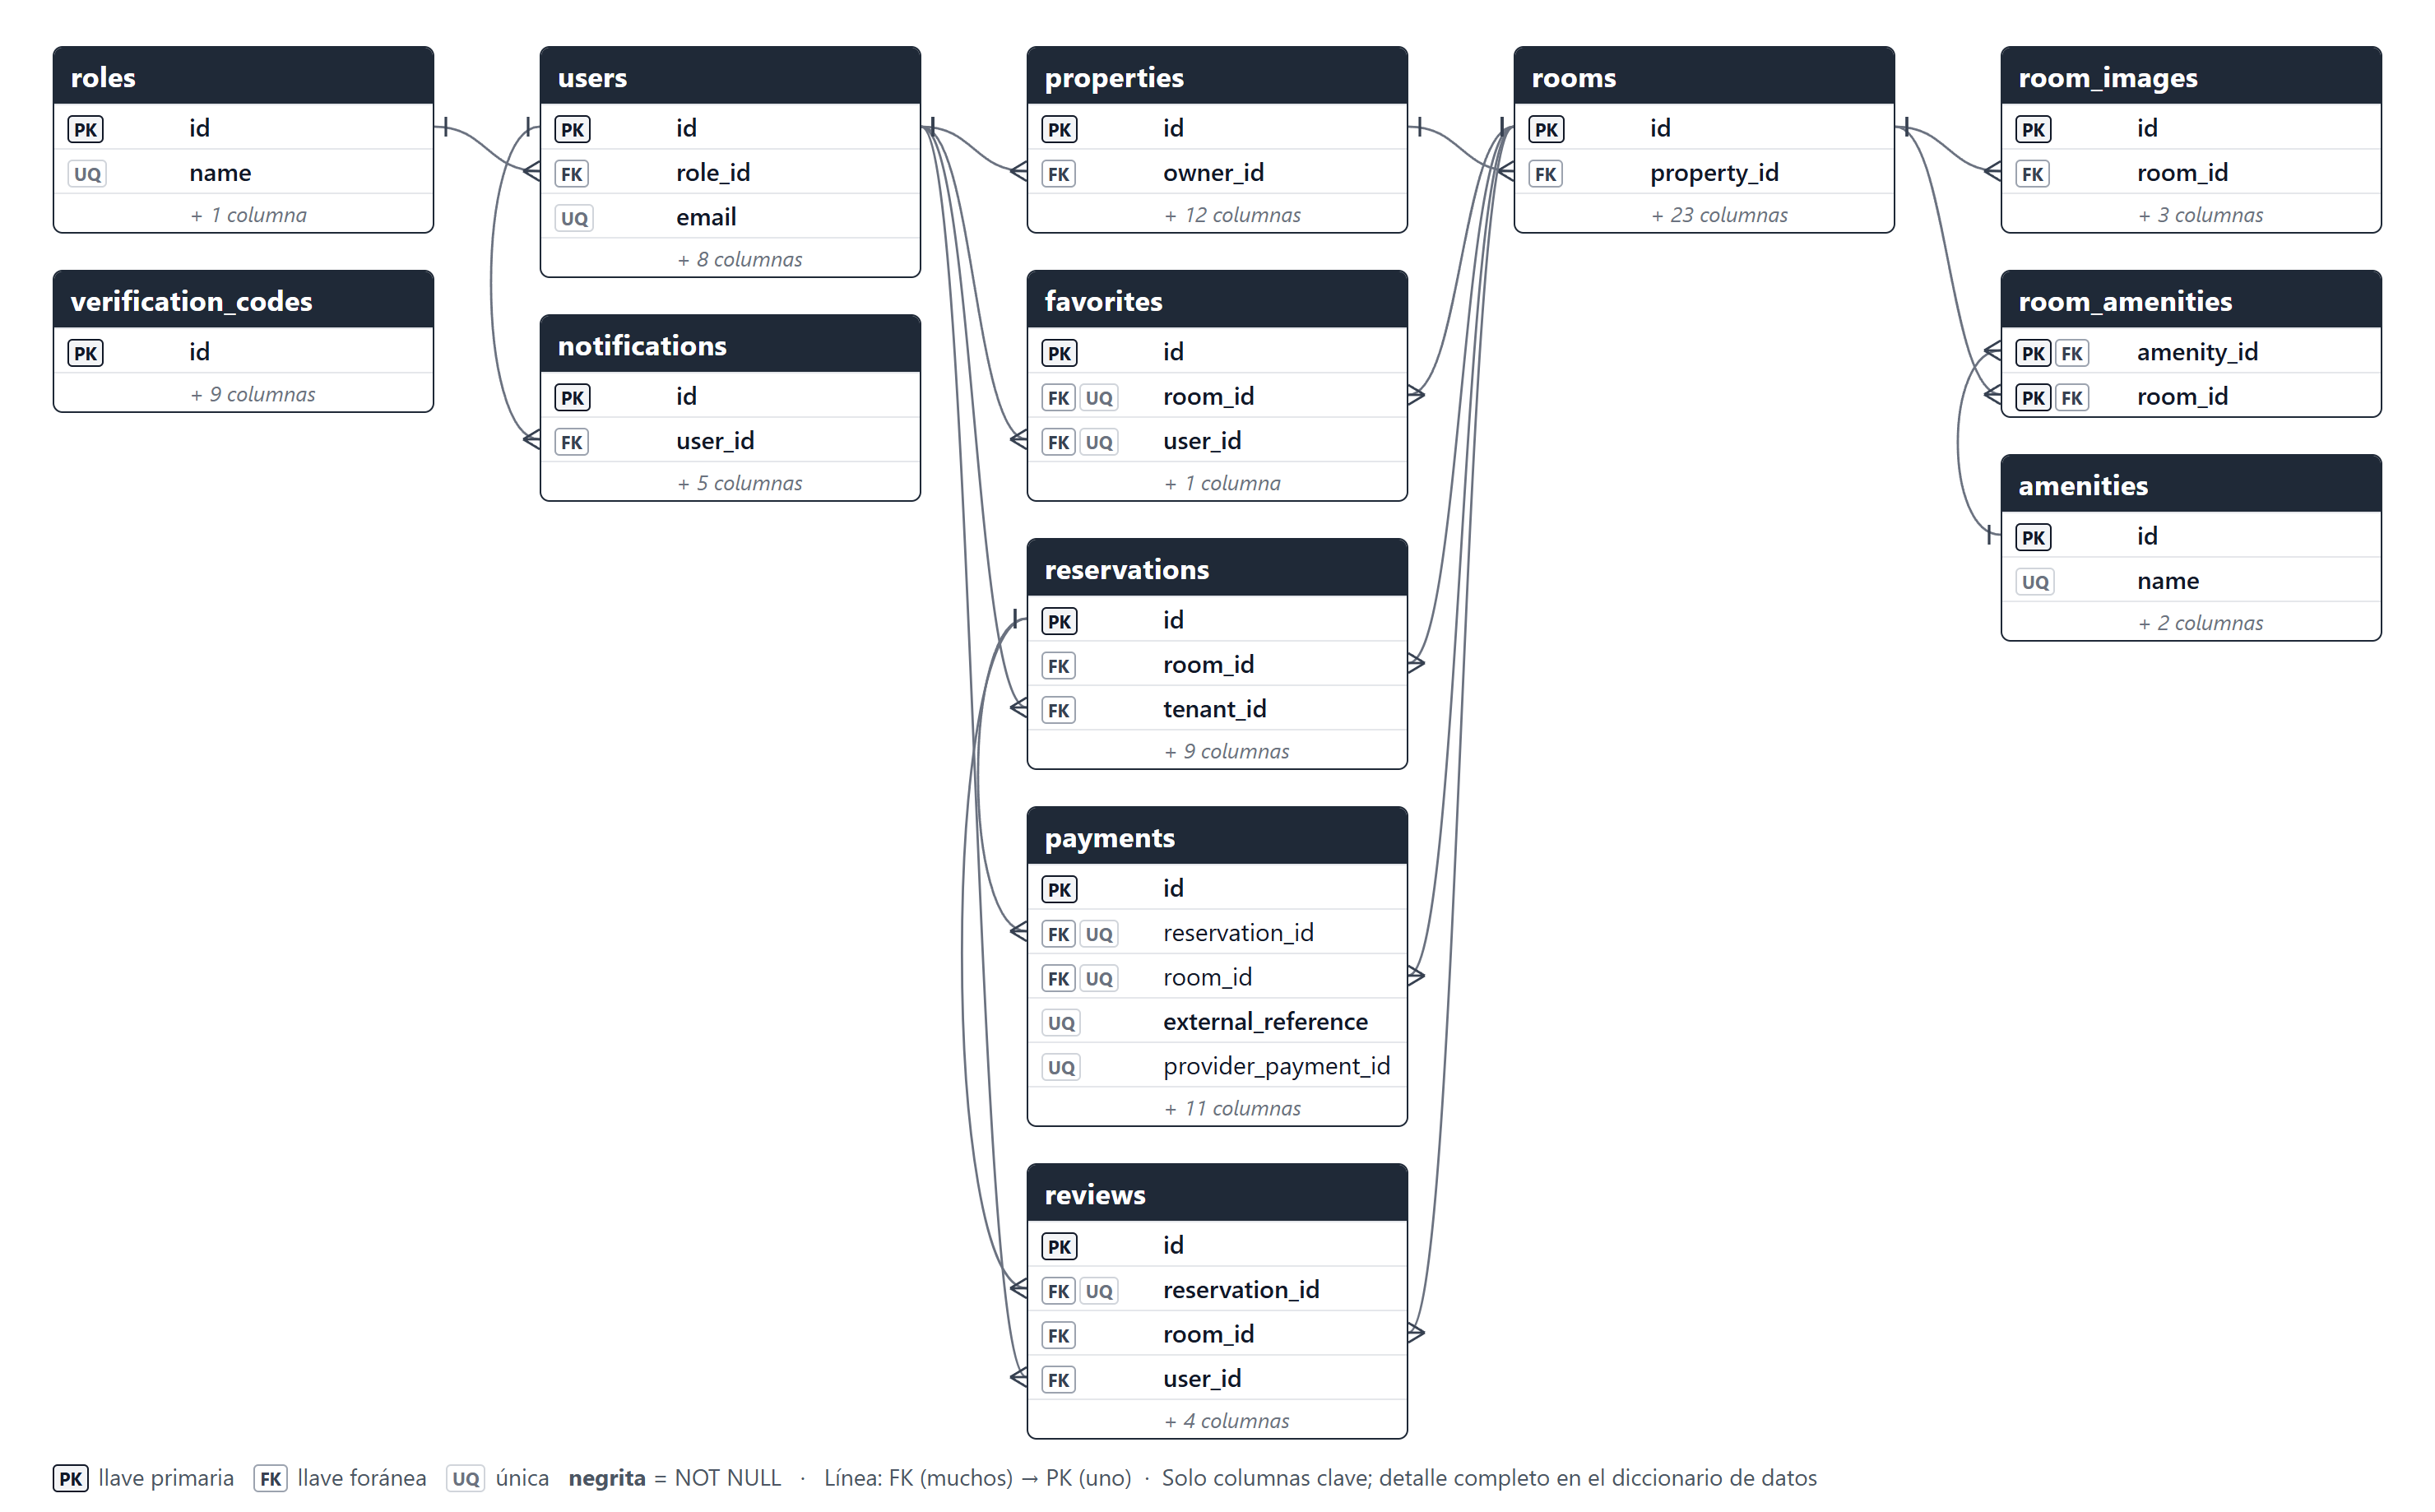 roles
PK id
UQ name
+ 1 columna
verification_codes
PK id
+ 9 columnas
users
PK id
FK role_id
UQ email
+ 8 columnas
notifications
PK id
FK user_id
+ 5 columnas
properties
PK id
FK owner_id
+ 12 columnas
favorites
PK id
FK UQ room_id
FK UQ user_id
+ 1 columna
reservations
PK id
FK room_id
FK tenant_id
+ 9 columnas
payments
PK id
FK UQ reservation_id
FK UQ room_id
UQ external_reference
UQ provider_payment_id
+ 11 columnas
reviews
PK id
FK UQ reservation_id
FK room_id
FK user_id
+ 4 columnas
rooms
PK id
FK property_id
+ 23 columnas
room_images
PK id
FK room_id
+ 3 columnas
room_amenities
PK FK amenity_id
PK FK room_id
amenities
PK id
UQ name
+ 2 columnas
PK llave primaria FK llave foránea UQ única negrita = NOT NULL · Línea: FK (muchos) → PK (uno) · Solo columnas clave; detalle completo en el diccionario de datos